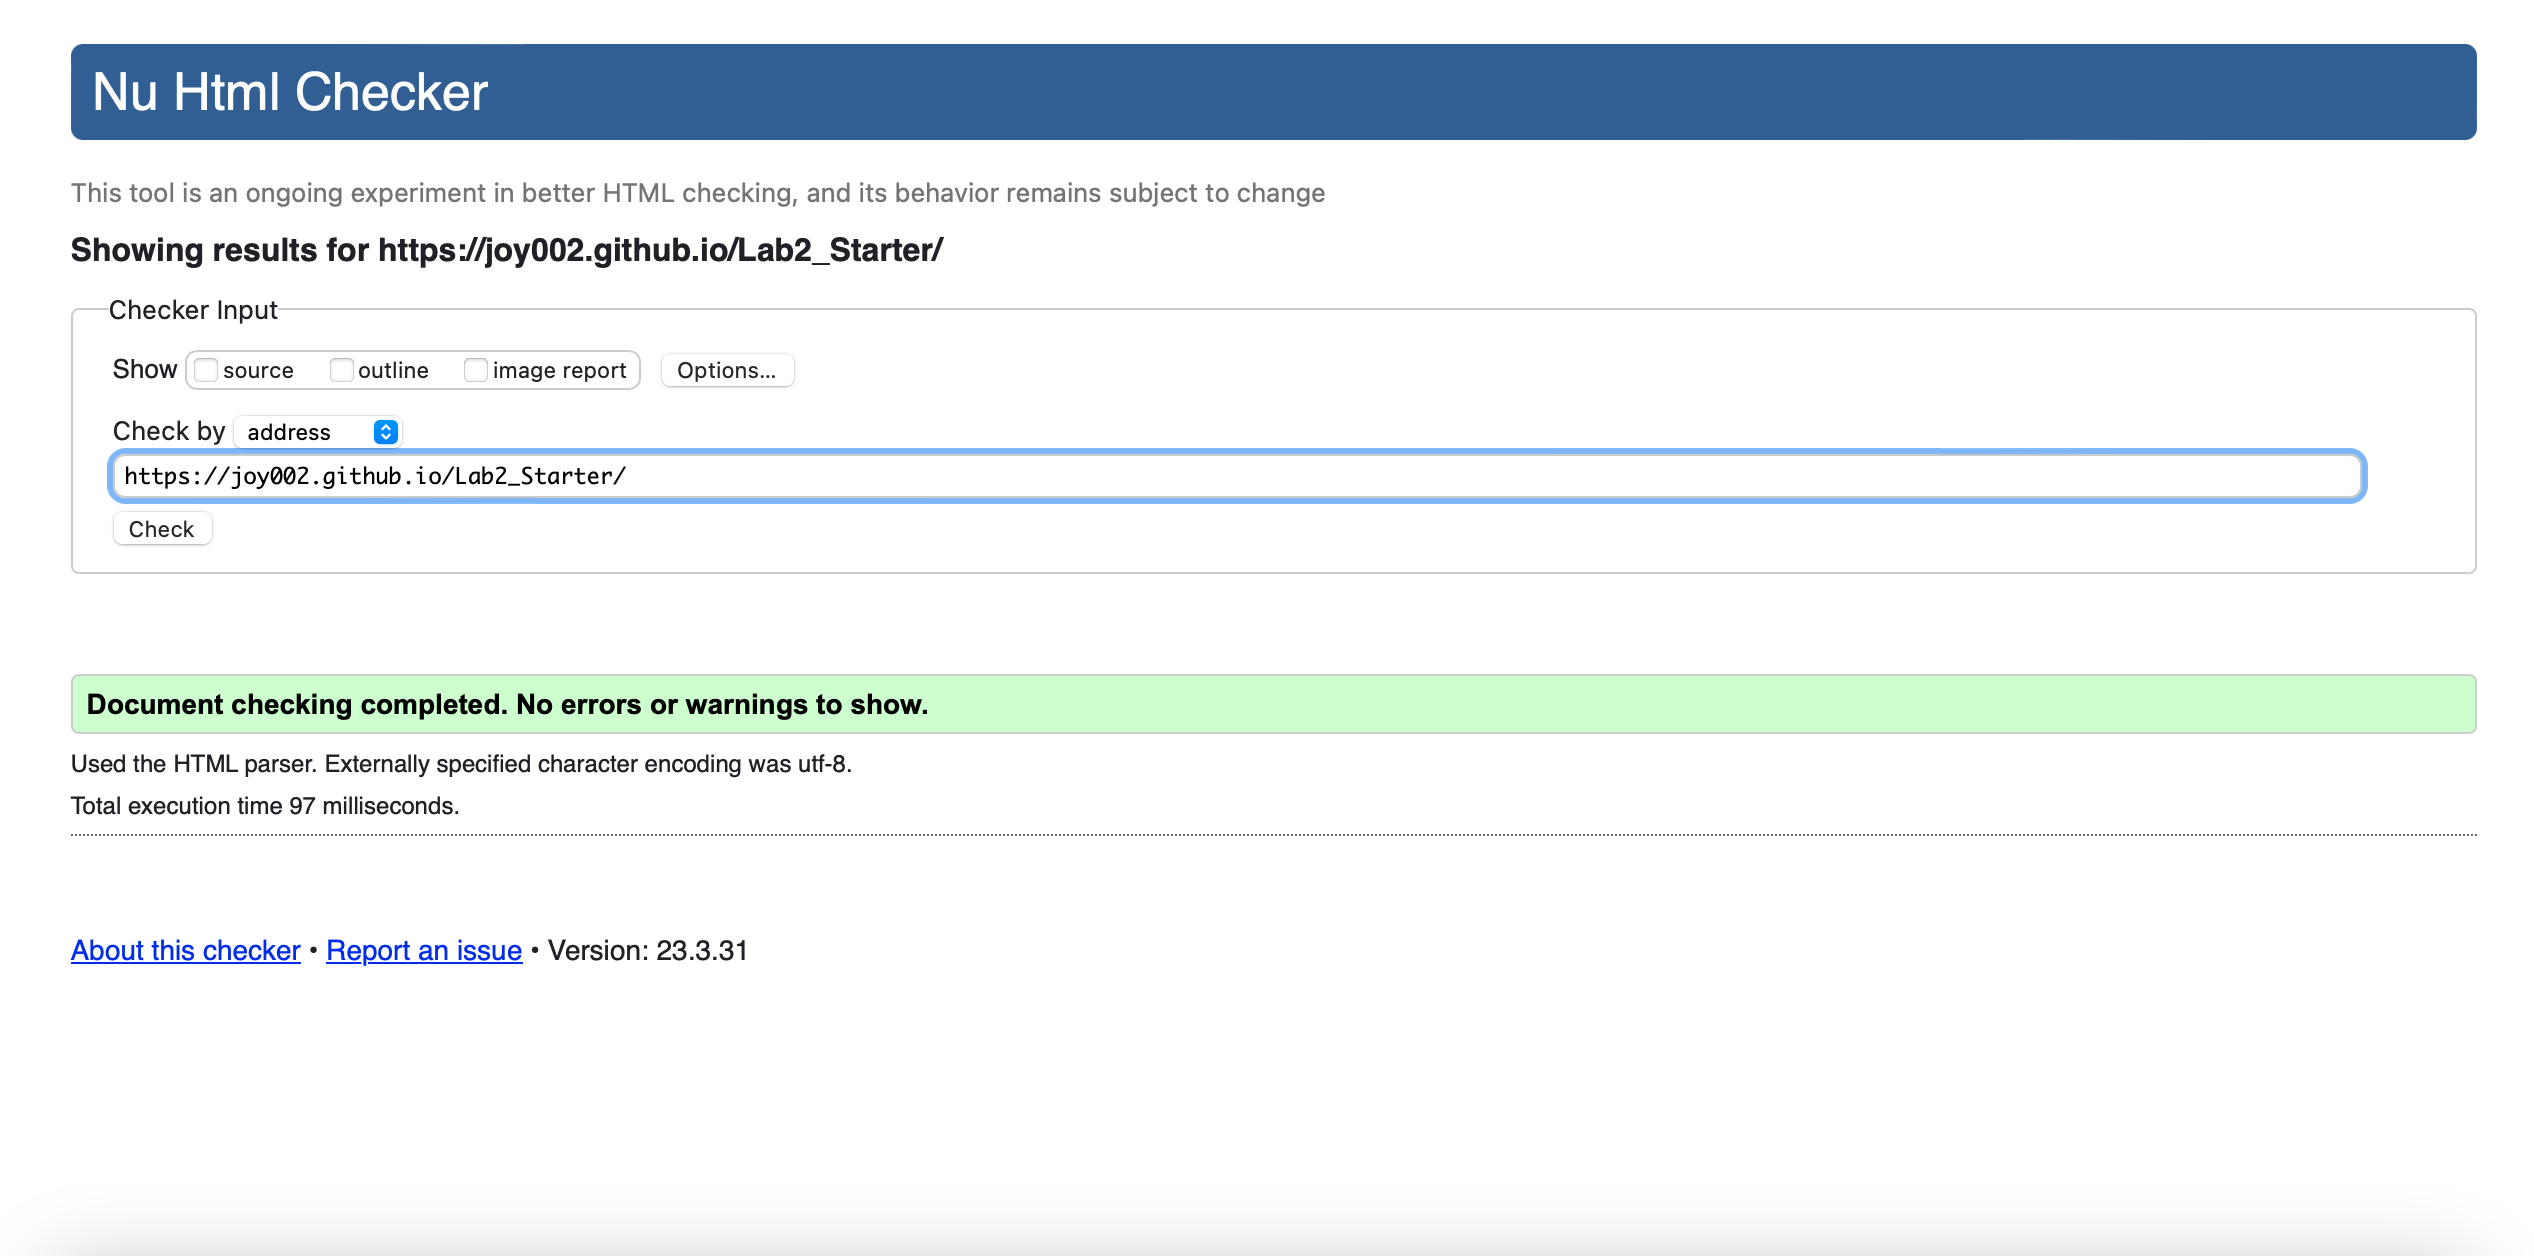 Nu Html Checker
This tool is an ongoing experiment in better HTML checking, and its behavior remains subject to change
Showing results for https://joy002.github.io/Lab2_Starter/
Checker Input
Show source outline image report Options...
Check by address
https://joy002.github.io/Lab2_Starter/
Check
Document checking completed. No errors or warnings to show.
Used the HTML parser. Externally specified character encoding was utf-8.
Total execution time 97 milliseconds.
About this checker • Report an issue • Version: 23.3.31